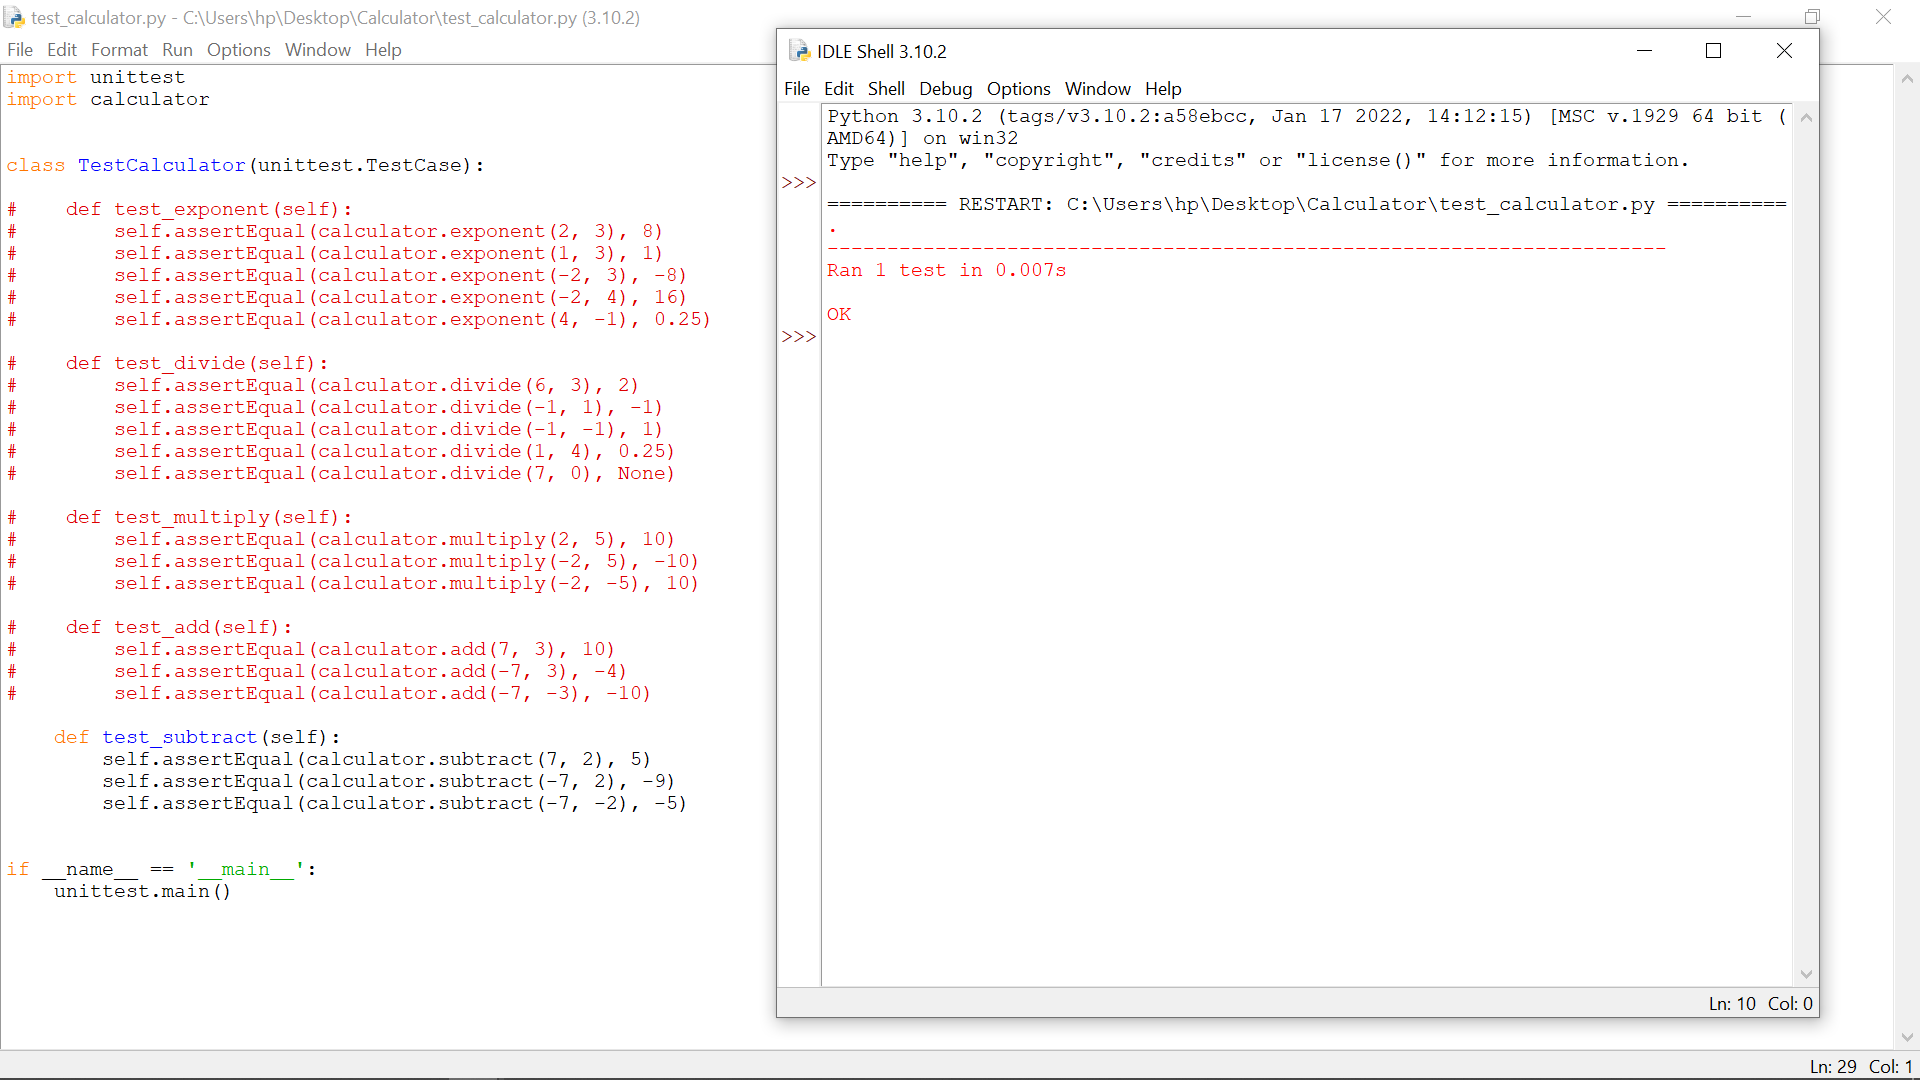 test_calculator.py - C:\Users\hp\Desktop\Calculator\test_calculator.py (3.10.2)
File Edit Format Run Options Window Help
import unittest
import calculator
class TestCalculator(unittest.TestCase):
#    def test_exponent(self):
#        self.assertEqual(calculator.exponent(2, 3), 8)
#        self.assertEqual(calculator.exponent(1, 3), 1)
#        self.assertEqual(calculator.exponent(-2, 3), -8)
#        self.assertEqual(calculator.exponent(-2, 4), 16)
#        self.assertEqual(calculator.exponent(4, -1), 0.25)
#    def test_divide(self):
#        self.assertEqual(calculator.divide(6, 3), 2)
#        self.assertEqual(calculator.divide(-1, 1), -1)
#        self.assertEqual(calculator.divide(-1, -1), 1)
#        self.assertEqual(calculator.divide(1, 4), 0.25)
#        self.assertEqual(calculator.divide(7, 0), None)
#    def test_multiply(self):
#        self.assertEqual(calculator.multiply(2, 5), 10)
#        self.assertEqual(calculator.multiply(-2, 5), -10)
#        self.assertEqual(calculator.multiply(-2, -5), 10)
#    def test_add(self):
#        self.assertEqual(calculator.add(7, 3), 10)
#        self.assertEqual(calculator.add(-7, 3), -4)
#        self.assertEqual(calculator.add(-7, -3), -10)
    def test_subtract(self):
        self.assertEqual(calculator.subtract(7, 2), 5)
        self.assertEqual(calculator.subtract(-7, 2), -9)
        self.assertEqual(calculator.subtract(-7, -2), -5)
if __name__ == '__main__':
    unittest.main()
IDLE Shell 3.10.2
File Edit Shell Debug Options Window Help
Python 3.10.2 (tags/v3.10.2:a58ebcc, Jan 17 2022, 14:12:15) [MSC v.1929 64 bit (
AMD64)] on win32
Type "help", "copyright", "credits" or "license()" for more information.
>>>
========== RESTART: C:\Users\hp\Desktop\Calculator\test_calculator.py ==========
.
----------------------------------------------------------------------
Ran 1 test in 0.007s
OK
>>>
Ln: 10 Col: 0
Ln: 29 Col: 1